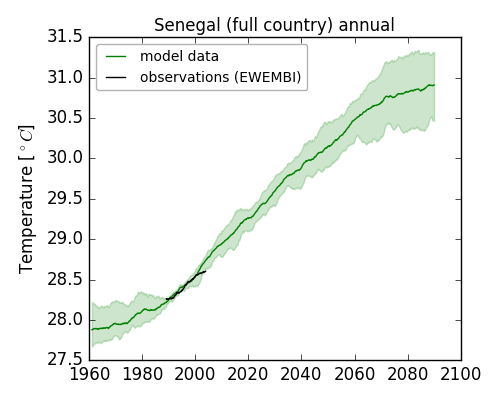 Senegal (full country) annual
model data
observations (EWEMBI)
Temperature [°C]
31.5
31.0
30.5
30.0
29.5
29.0
28.5
28.0
27.5
1960 1980 2000 2020 2040 2060 2080 2100